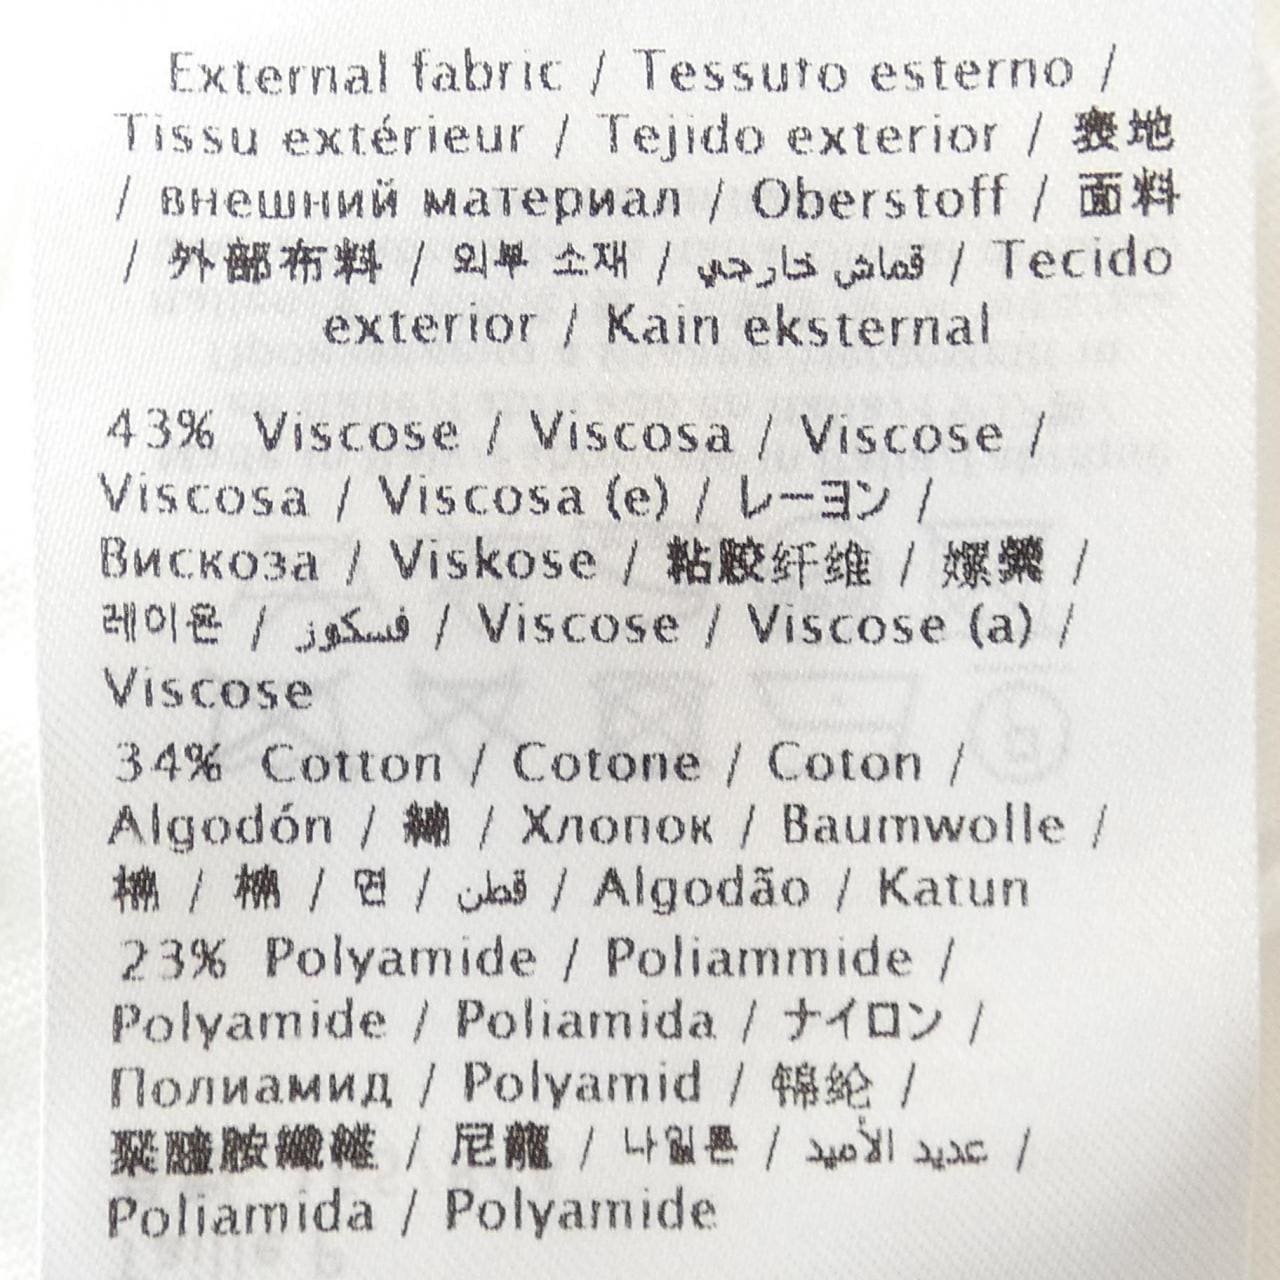 External fabric / Tessuto esterno /
Tissu extérieur / Tejido exterior / 表地
/ внешний материал / Oberstoff / 面料
/ 外部布料 / 외부 소재 / قماش خارجي / Tecido
exterior / Kain eksternal
43% Viscose / Viscosa / Viscose /
Viscosa / Viscosa (e) / レーヨン /
Вискоза / Viskose / 粘胶纤维 / 嫘縈 /
레이온 / فسكوز / Viscose / Viscose (a) /
Viscose
34% Cotton / Cotone / Coton /
Algodón / 綿 / Хлопок / Baumwolle /
棉 / 棉 / 면 / قطن / Algodão / Katun
23% Polyamide / Poliammide /
Polyamide / Poliamida / ナイロン /
Полиамид / Polyamid / 锦纶 /
聚醯胺纖維 / 尼龍 / 나일론 / عديد الأميد /
Poliamida / Polyamide